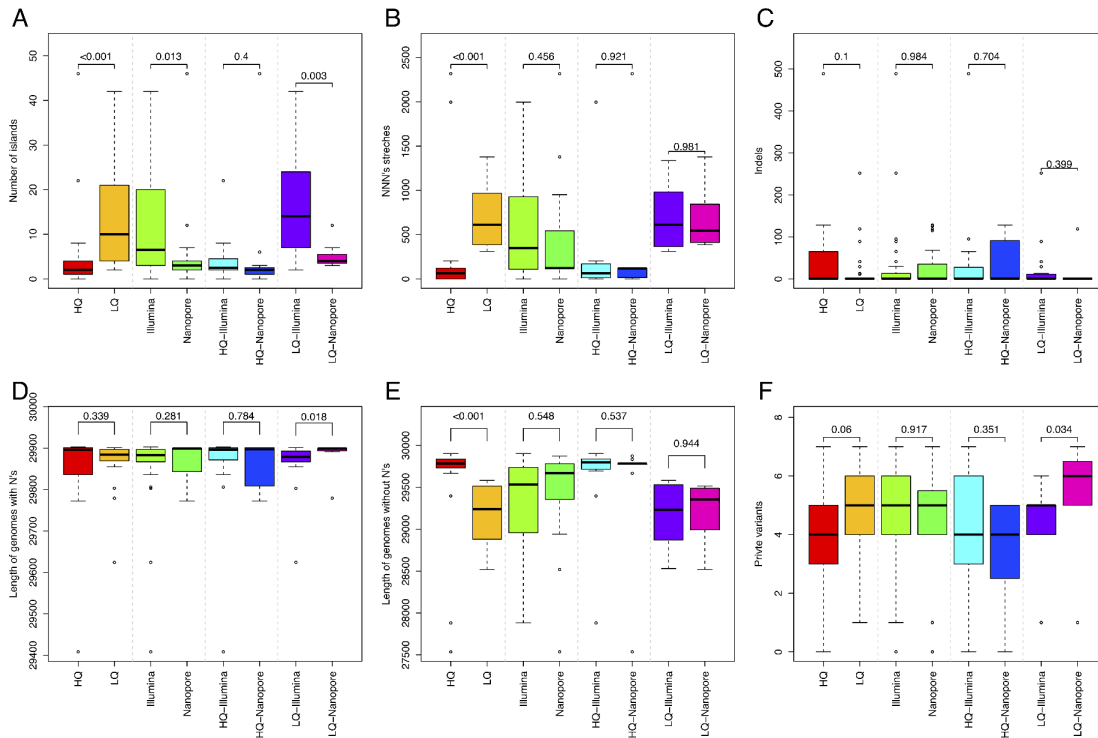 A
Number of islands
0
10
20
30
40
50
<0.001
0.013
0.4
0.003
HQ
LQ
Illumina
Nanopore
HQ−Illumina
HQ−Nanopore
LQ−Illumina
LQ−Nanopore
B
NNN's streches
0
500
1000
1500
2000
2500
<0.001
0.456
0.921
0.981
HQ
LQ
Illumina
Nanopore
HQ−Illumina
HQ−Nanopore
LQ−Illumina
LQ−Nanopore
C
Indels
0
100
200
300
400
500
0.1
0.984
0.704
0.399
HQ
LQ
Illumina
Nanopore
HQ−Illumina
HQ−Nanopore
LQ−Illumina
LQ−Nanopore
D
Length of genomes with N's
29400
29500
29600
29700
29800
29900
30000
0.339
0.281
0.784
0.018
HQ
LQ
Illumina
Nanopore
HQ−Illumina
HQ−Nanopore
LQ−Illumina
LQ−Nanopore
E
Length of genomes without N's
27500
28000
28500
29000
29500
30000
<0.001
0.548
0.537
0.944
HQ
LQ
Illumina
Nanopore
HQ−Illumina
HQ−Nanopore
LQ−Illumina
LQ−Nanopore
F
Privte variants
0
2
4
6
8
0.06
0.917
0.351
0.034
HQ
LQ
Illumina
Nanopore
HQ−Illumina
HQ−Nanopore
LQ−Illumina
LQ−Nanopore